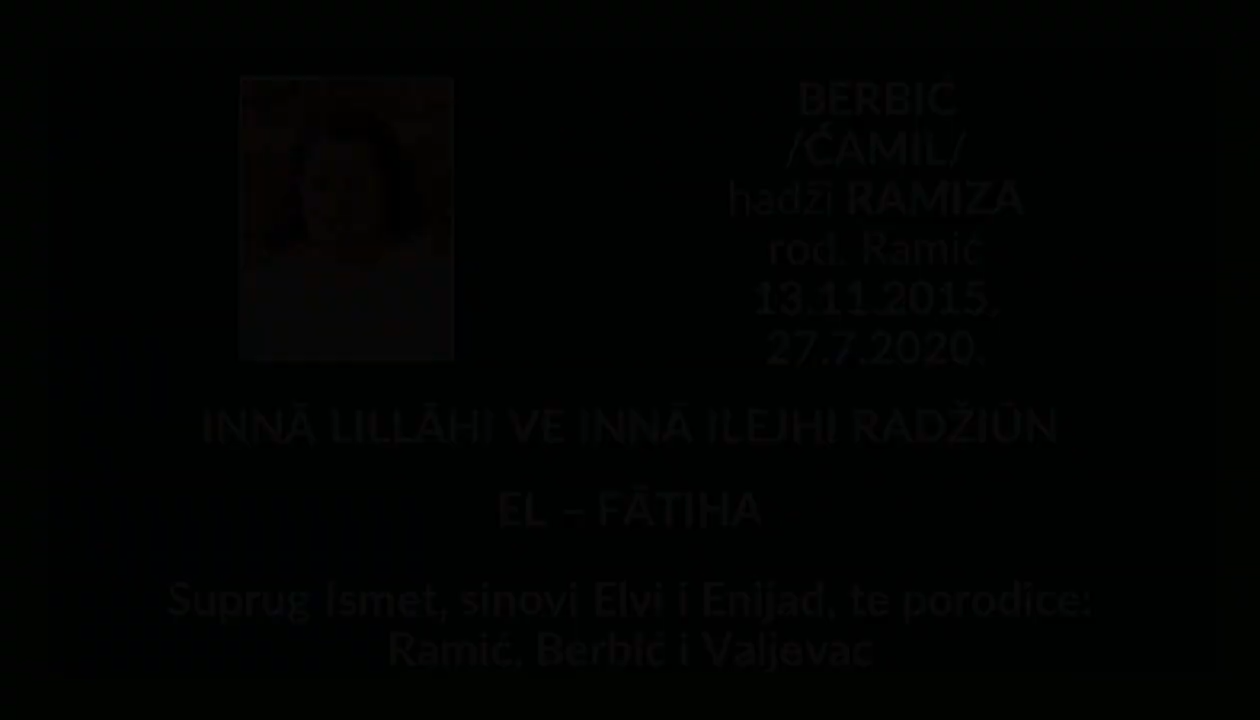 BERBIĆ
/ĆAMIL/
hadži RAMIZA
rod. Ramić
13.11.2015.
27.7.2020.
INNĀ LILLĀHI VE INNĀ ILEJHI RADŽIŪN
EL – FĀTIHA
Suprug Ismet, sinovi Elvi i Enijad, te porodice:
Ramić, Berbić i Valjevac